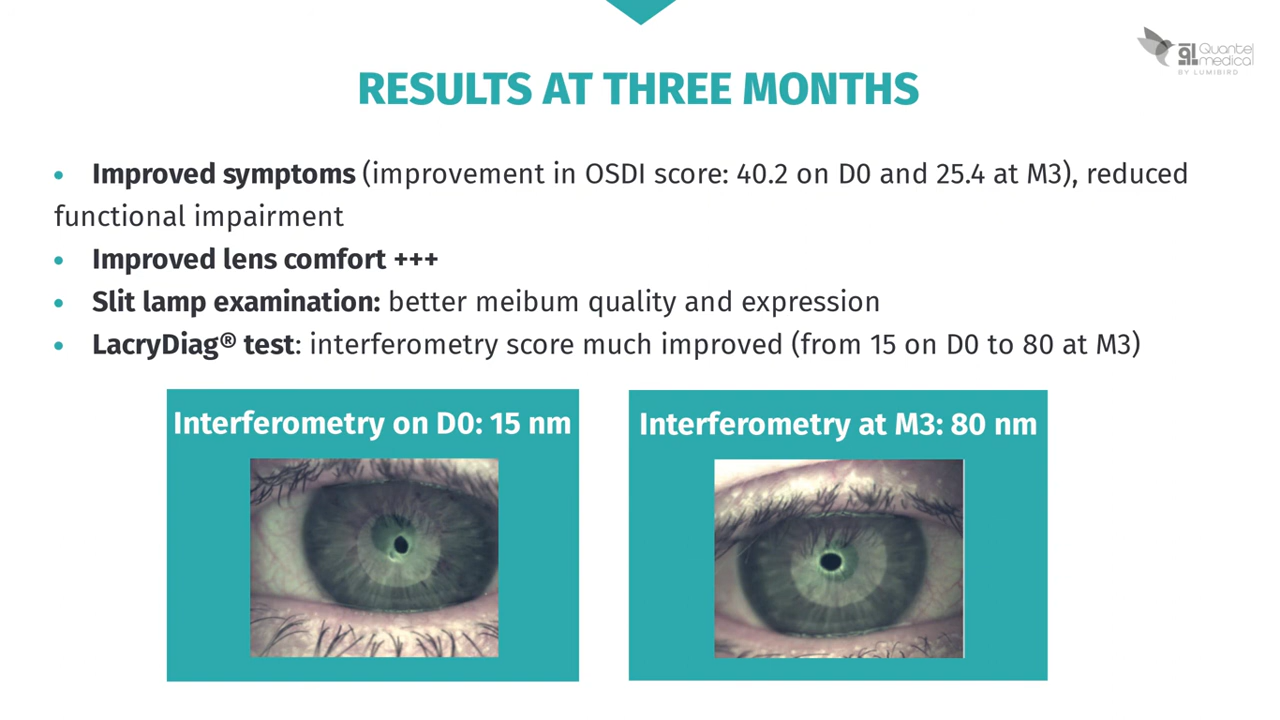 Quantel
medical
BY LUMIBIRD
RESULTS AT THREE MONTHS
• Improved symptoms (improvement in OSDI score: 40.2 on D0 and 25.4 at M3), reduced
functional impairment
• Improved lens comfort +++
• Slit lamp examination: better meibum quality and expression
• LacryDiag® test: interferometry score much improved (from 15 on D0 to 80 at M3)
Interferometry on D0: 15 nm
Interferometry at M3: 80 nm